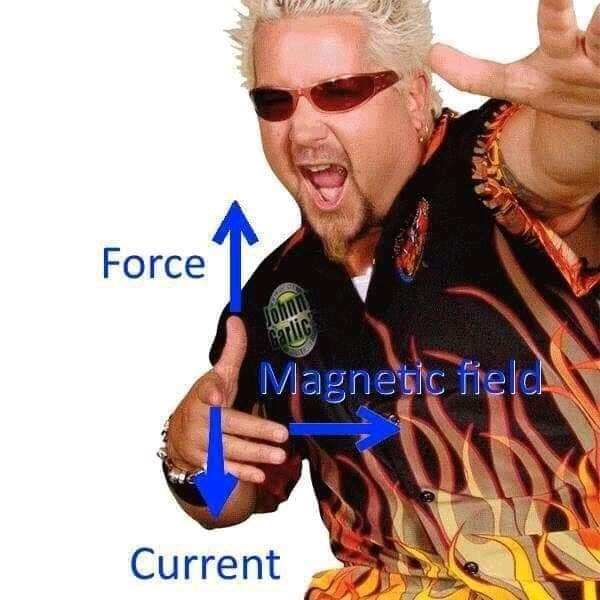 Force
Johnny
Garlic's
Magnetic field
Current